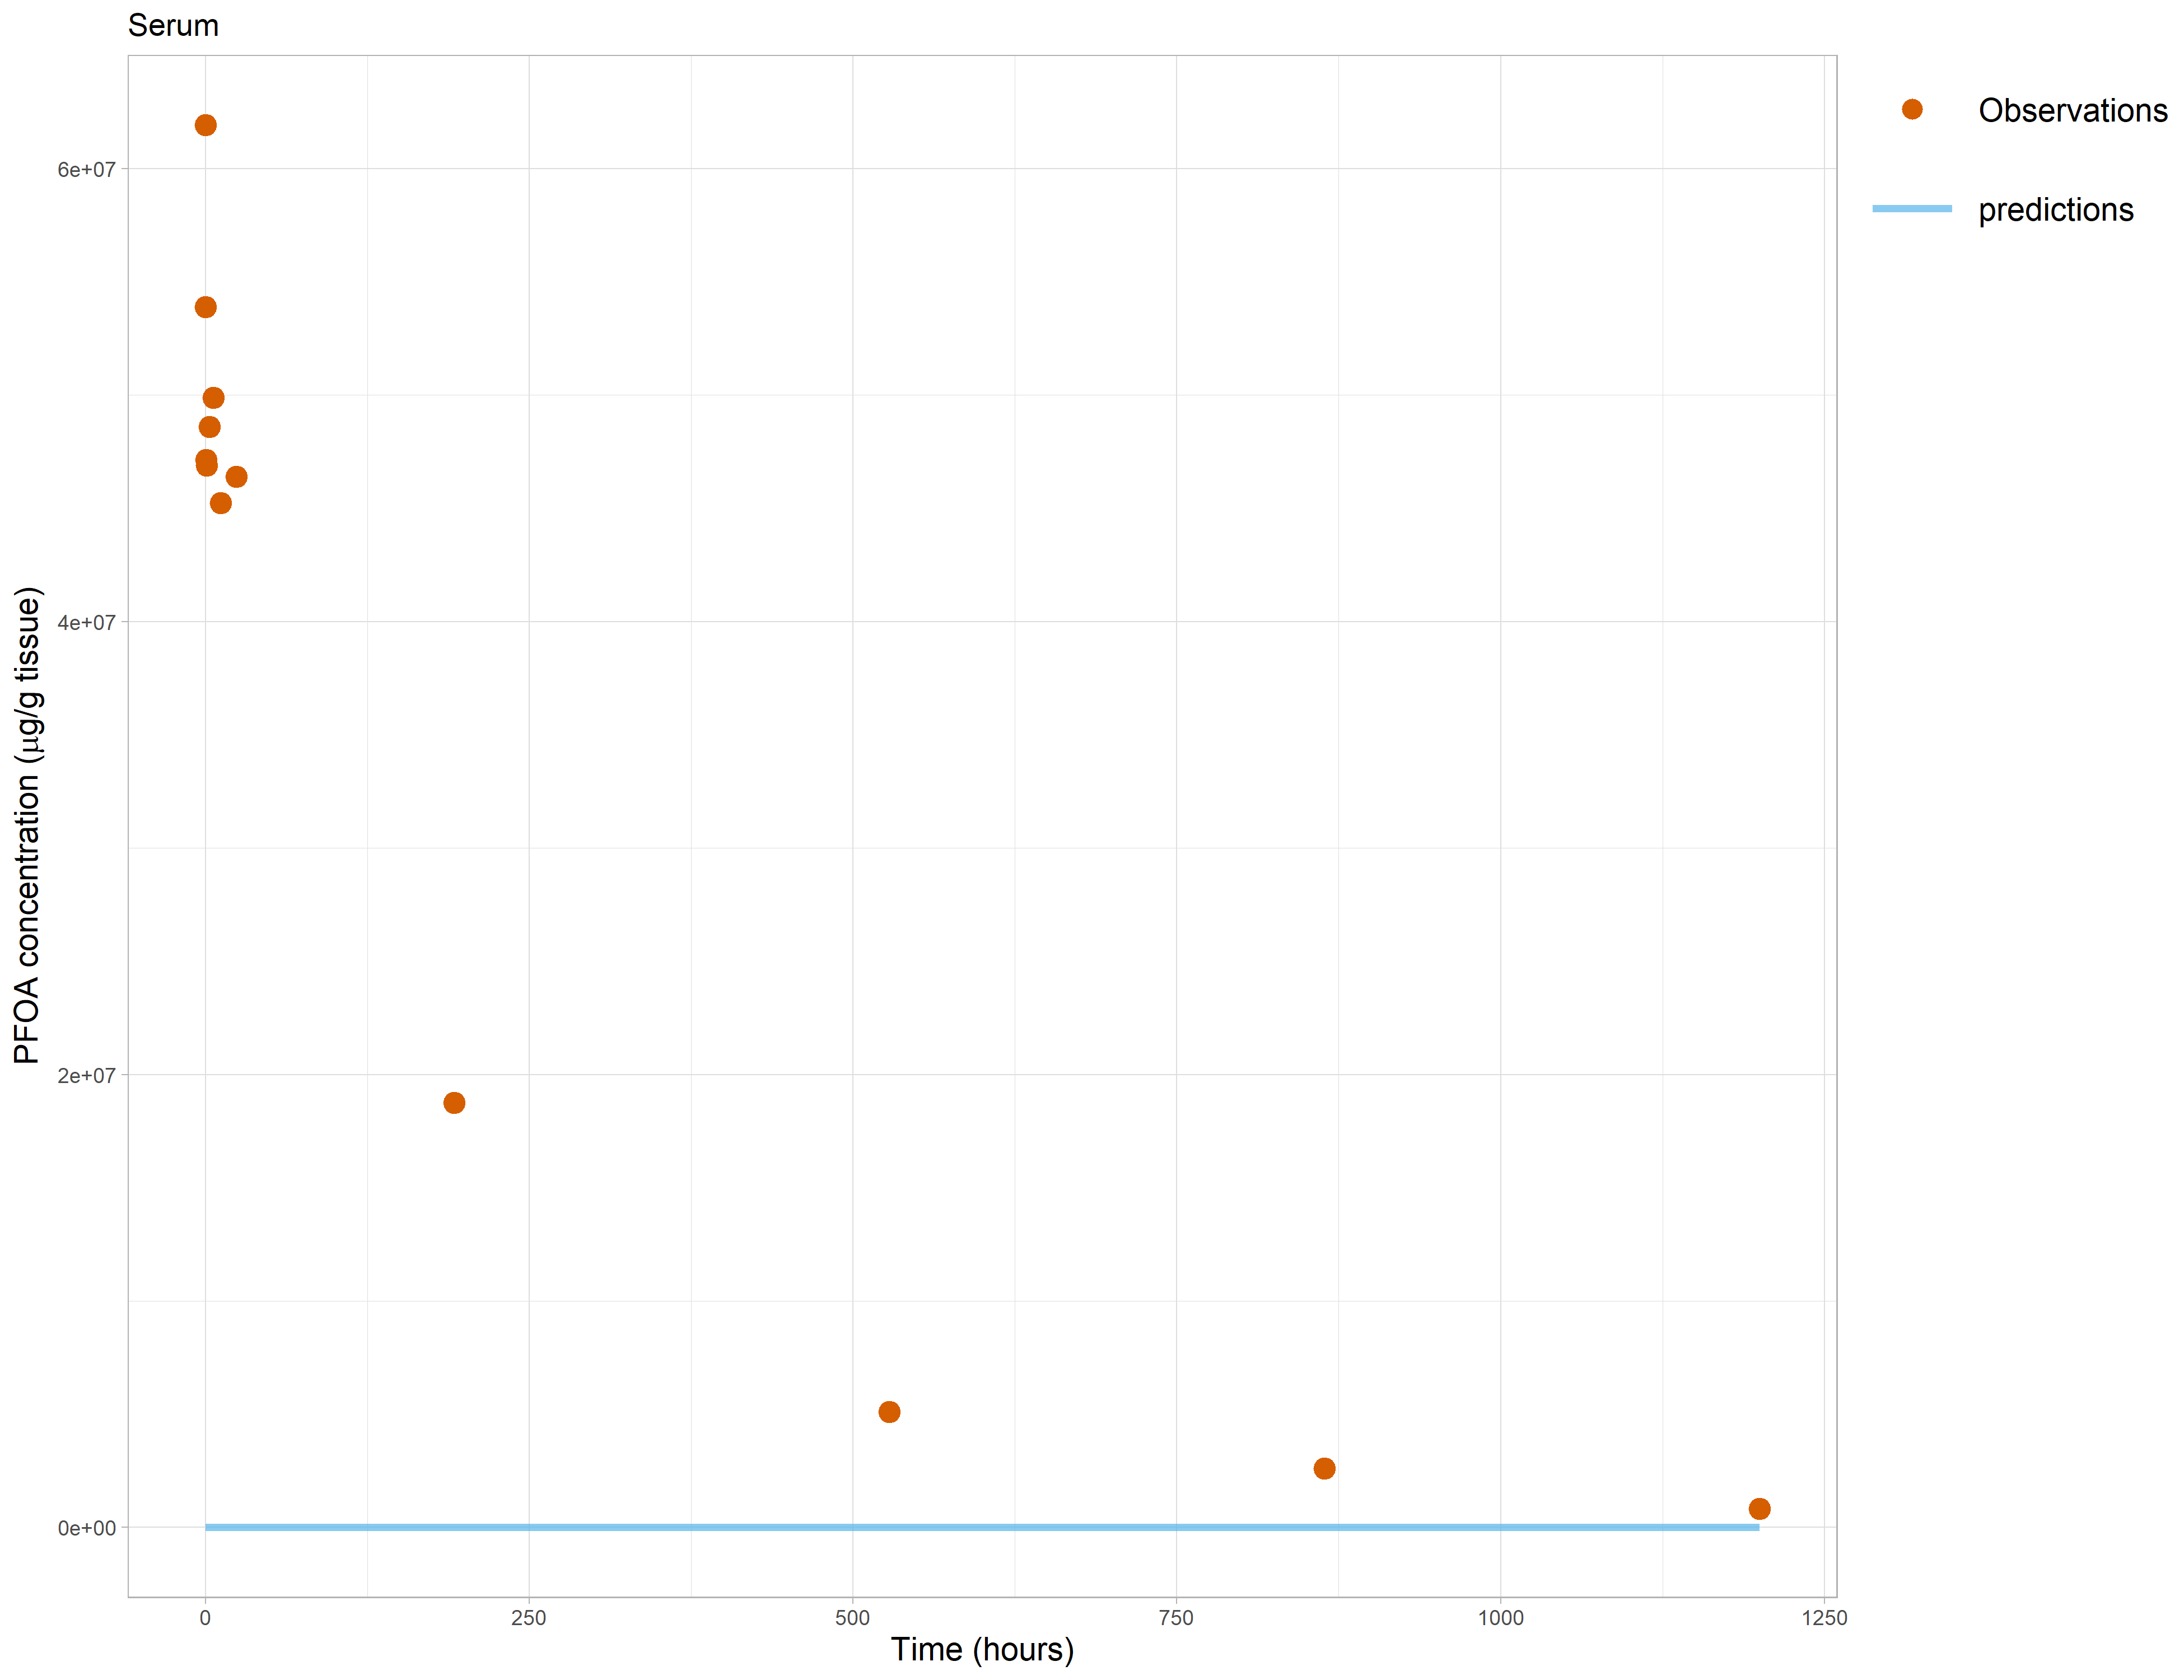 Serum
Observations
predictions
PFOA concentration (μg/g tissue)
6e+07
4e+07
2e+07
0e+00
0
250
500
750
1000
1250
Time (hours)